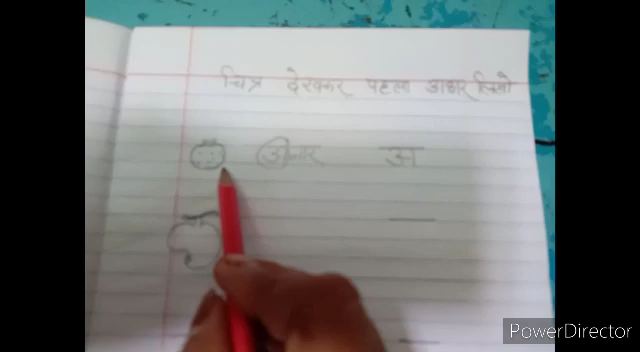 चित्र देखकर पहला अक्षर लिखो
अनार अ
PowerDirector